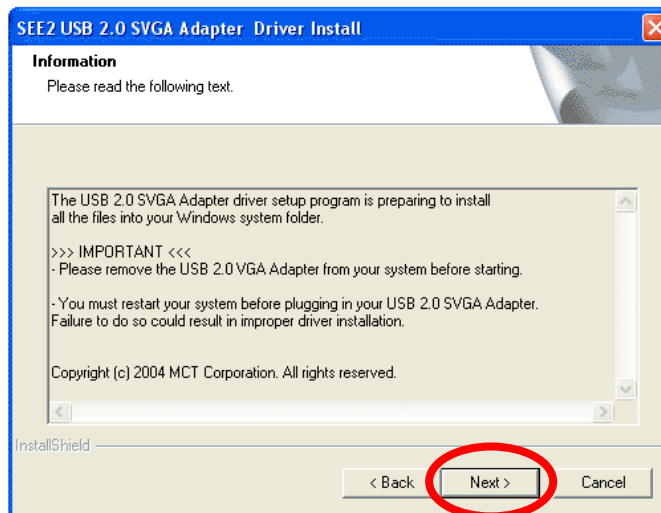 SEE2 USB 2.0 SVGA Adapter Driver Install
Information
Please read the following text.
The USB 2.0 SVGA Adapter driver setup program is preparing to install
all the files into your Windows system folder.
>>> IMPORTANT <<<
- Please remove the USB 2.0 VGA Adapter from your system before starting.
- You must restart your system before plugging in your USB 2.0 SVGA Adapter.
Failure to do so could result in improper driver installation.
Copyright (c) 2004 MCT Corporation. All rights reserved.
InstallShield
< Back Next > Cancel